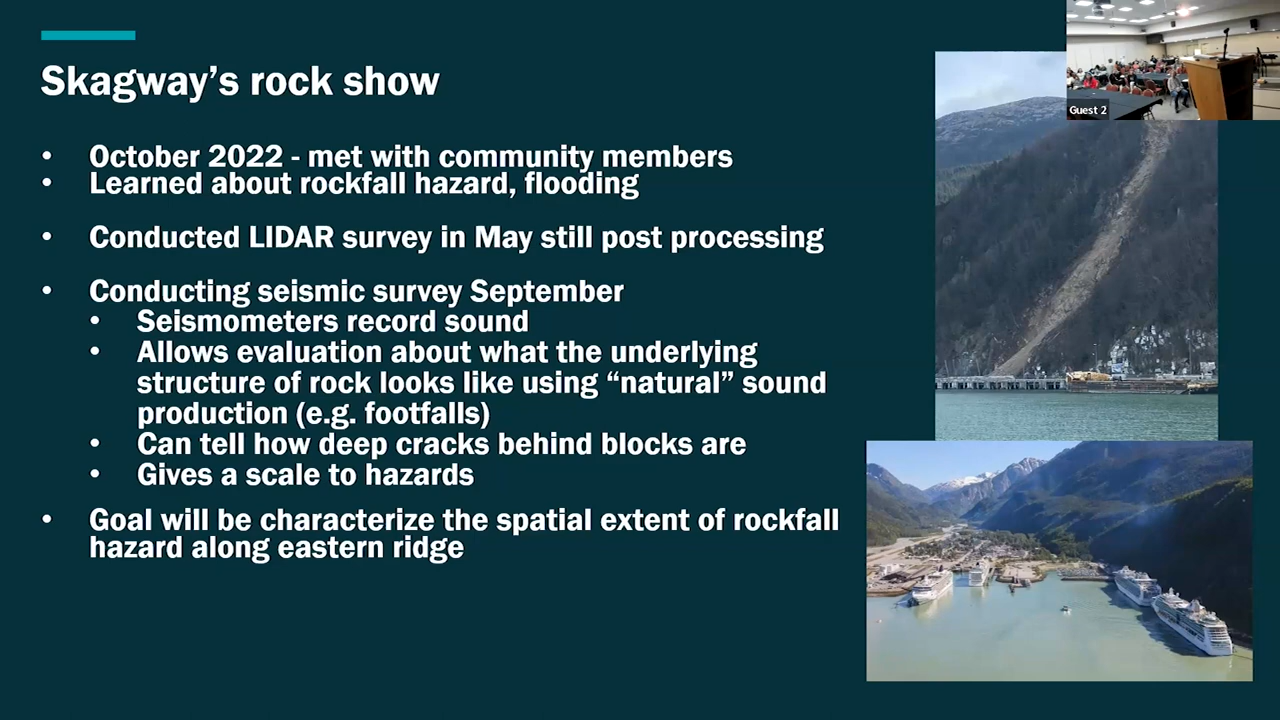 Skagway’s rock show
• October 2022 - met with community members
• Learned about rockfall hazard, flooding
• Conducted LIDAR survey in May still post processing
• Conducting seismic survey September
• Seismometers record sound
• Allows evaluation about what the underlying
structure of rock looks like using “natural” sound
production (e.g. footfalls)
• Can tell how deep cracks behind blocks are
• Gives a scale to hazards
• Goal will be characterize the spatial extent of rockfall
hazard along eastern ridge
Guest 2